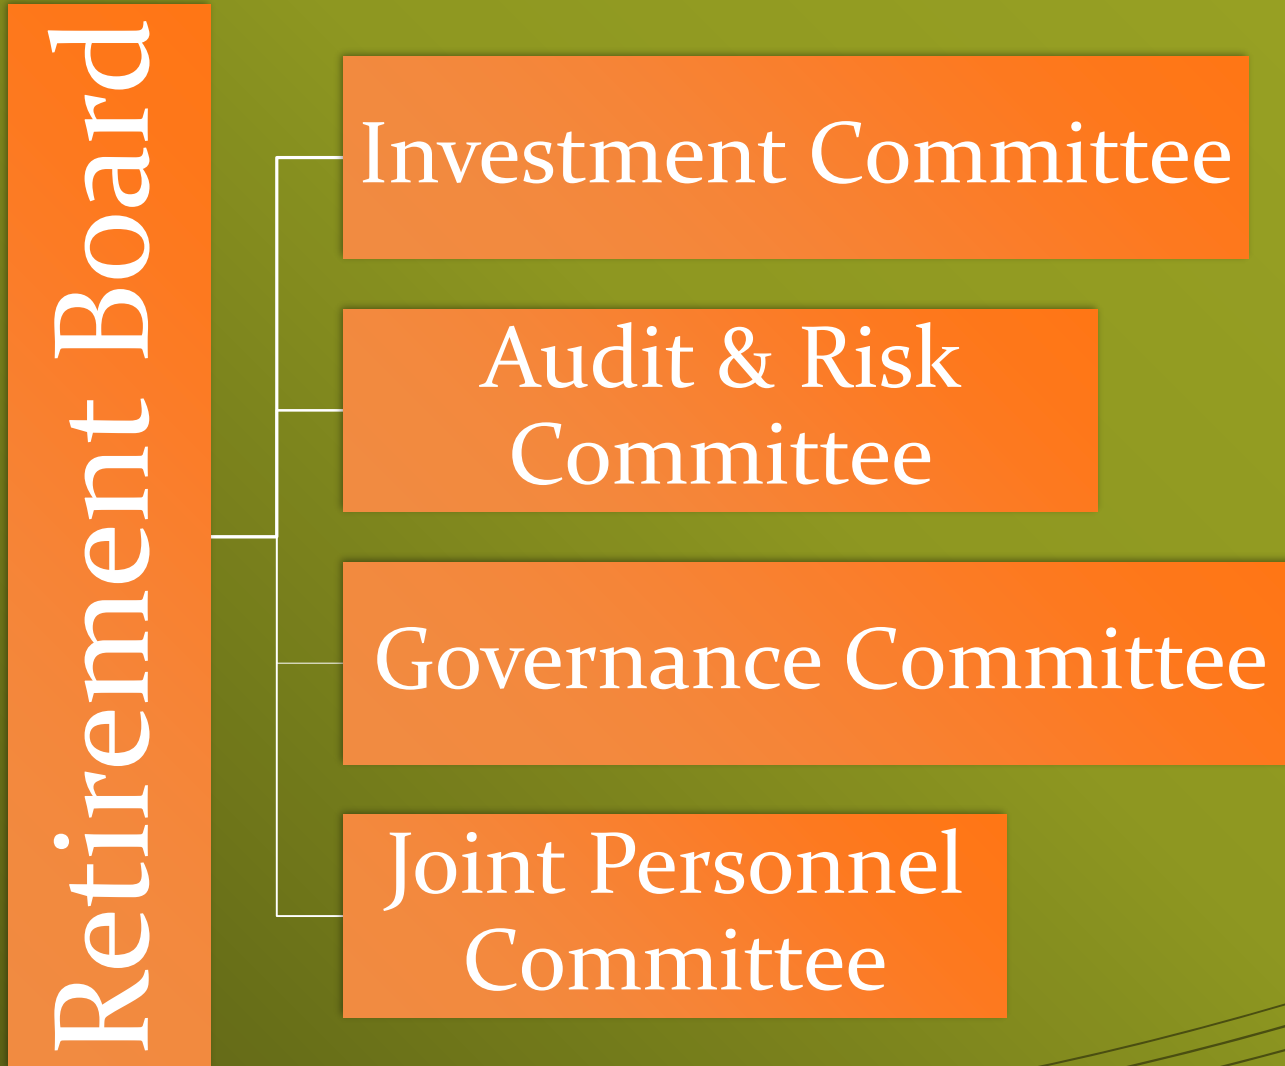 Retirement Board
Investment Committee
Audit & Risk
Committee
Governance Committee
Joint Personnel
Committee